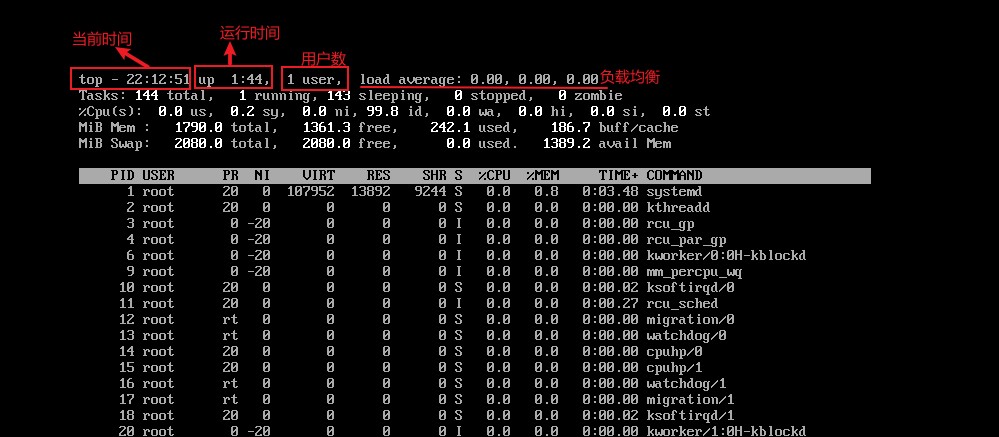 当前时间
运行时间
用户数
top - 22:12:51 up  1:44,  1 user,  load average: 0.00, 0.00, 0.00 负载均衡
Tasks: 144 total,   1 running, 143 sleeping,   0 stopped,   0 zombie
%Cpu(s):  0.0 us,  0.2 sy,  0.0 ni, 99.8 id,  0.0 wa,  0.0 hi,  0.0 si,  0.0 st
MiB Mem :   1790.0 total,   1361.3 free,    242.1 used,    186.7 buff/cache
MiB Swap:   2080.0 total,   2080.0 free,      0.0 used.   1389.2 avail Mem
PID USER      PR  NI    VIRT    RES    SHR S  %CPU  %MEM     TIME+ COMMAND
1 root      20   0  107952  13892   9244 S   0.0   0.8   0:03.48 systemd
2 root      20   0       0      0      0 S   0.0   0.0   0:00.00 kthreadd
3 root       0 -20       0      0      0 I   0.0   0.0   0:00.00 rcu_gp
4 root       0 -20       0      0      0 I   0.0   0.0   0:00.00 rcu_par_gp
6 root       0 -20       0      0      0 I   0.0   0.0   0:00.00 kworker/0:0H-kblockd
9 root       0 -20       0      0      0 I   0.0   0.0   0:00.00 mm_percpu_wq
10 root      20   0       0      0      0 S   0.0   0.0   0:00.02 ksoftirqd/0
11 root      20   0       0      0      0 I   0.0   0.0   0:00.27 rcu_sched
12 root      rt   0       0      0      0 S   0.0   0.0   0:00.00 migration/0
13 root      rt   0       0      0      0 S   0.0   0.0   0:00.00 watchdog/0
14 root      20   0       0      0      0 S   0.0   0.0   0:00.00 cpuhp/0
15 root      20   0       0      0      0 S   0.0   0.0   0:00.00 cpuhp/1
16 root      rt   0       0      0      0 S   0.0   0.0   0:00.00 watchdog/1
17 root      rt   0       0      0      0 S   0.0   0.0   0:00.00 migration/1
18 root      20   0       0      0      0 S   0.0   0.0   0:00.02 ksoftirqd/1
20 root       0 -20       0      0      0 I   0.0   0.0   0:00.00 kworker/1:0H-kblockd